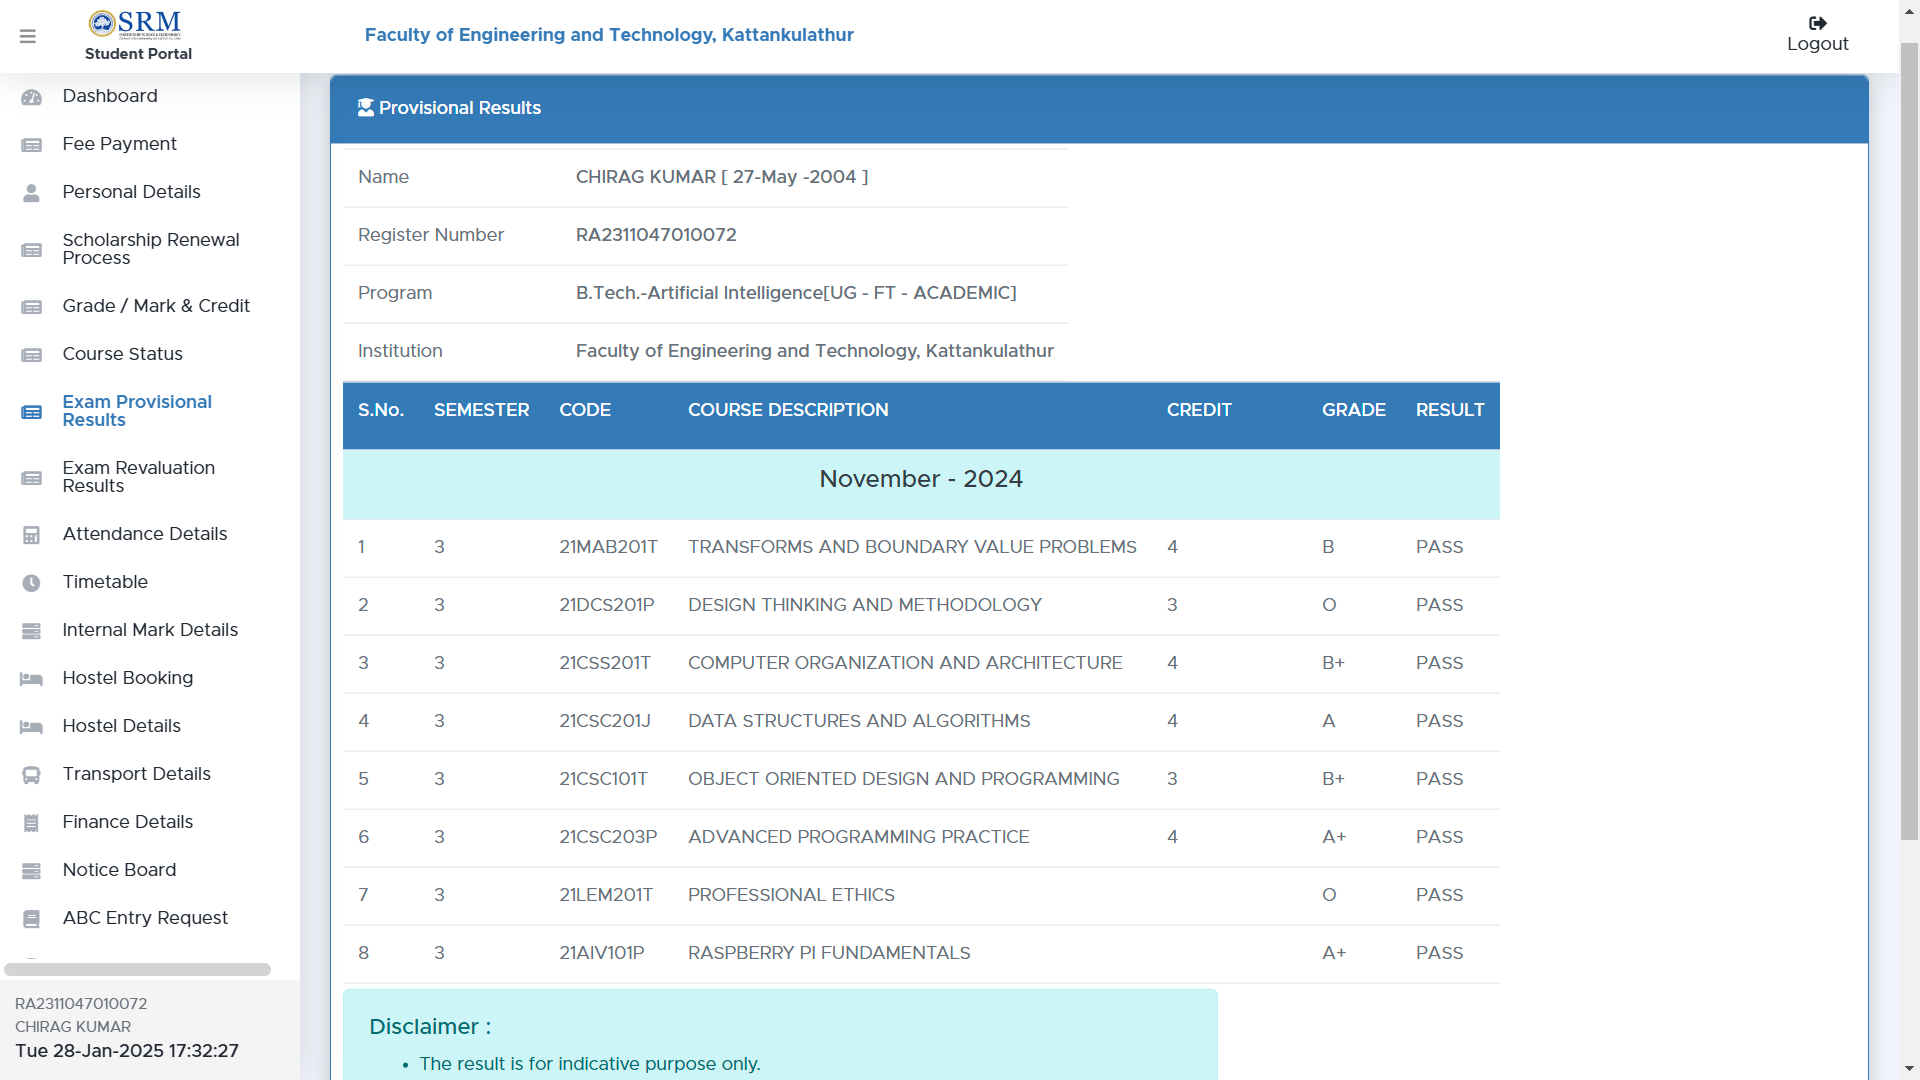 SRM
Student Portal
Faculty of Engineering and Technology, Kattankulathur
Logout
Dashboard
Fee Payment
Personal Details
Scholarship Renewal
Process
Grade / Mark & Credit
Course Status
Exam Provisional
Results
Exam Revaluation
Results
Attendance Details
Timetable
Internal Mark Details
Hostel Booking
Hostel Details
Transport Details
Finance Details
Notice Board
ABC Entry Request
RA2311047010072
CHIRAG KUMAR
Tue 28-Jan-2025 17:32:27
Provisional Results
Name CHIRAG KUMAR [ 27-May -2004 ]
Register Number RA2311047010072
Program B.Tech.-Artificial Intelligence[UG - FT - ACADEMIC]
Institution Faculty of Engineering and Technology, Kattankulathur
S.No. SEMESTER CODE COURSE DESCRIPTION CREDIT GRADE RESULT
November - 2024
1 3 21MAB201T TRANSFORMS AND BOUNDARY VALUE PROBLEMS 4 B PASS
2 3 21DCS201P DESIGN THINKING AND METHODOLOGY 3 O PASS
3 3 21CSS201T COMPUTER ORGANIZATION AND ARCHITECTURE 4 B+ PASS
4 3 21CSC201J DATA STRUCTURES AND ALGORITHMS 4 A PASS
5 3 21CSC101T OBJECT ORIENTED DESIGN AND PROGRAMMING 3 B+ PASS
6 3 21CSC203P ADVANCED PROGRAMMING PRACTICE 4 A+ PASS
7 3 21LEM201T PROFESSIONAL ETHICS O PASS
8 3 21AIV101P RASPBERRY PI FUNDAMENTALS A+ PASS
Disclaimer :
• The result is for indicative purpose only.